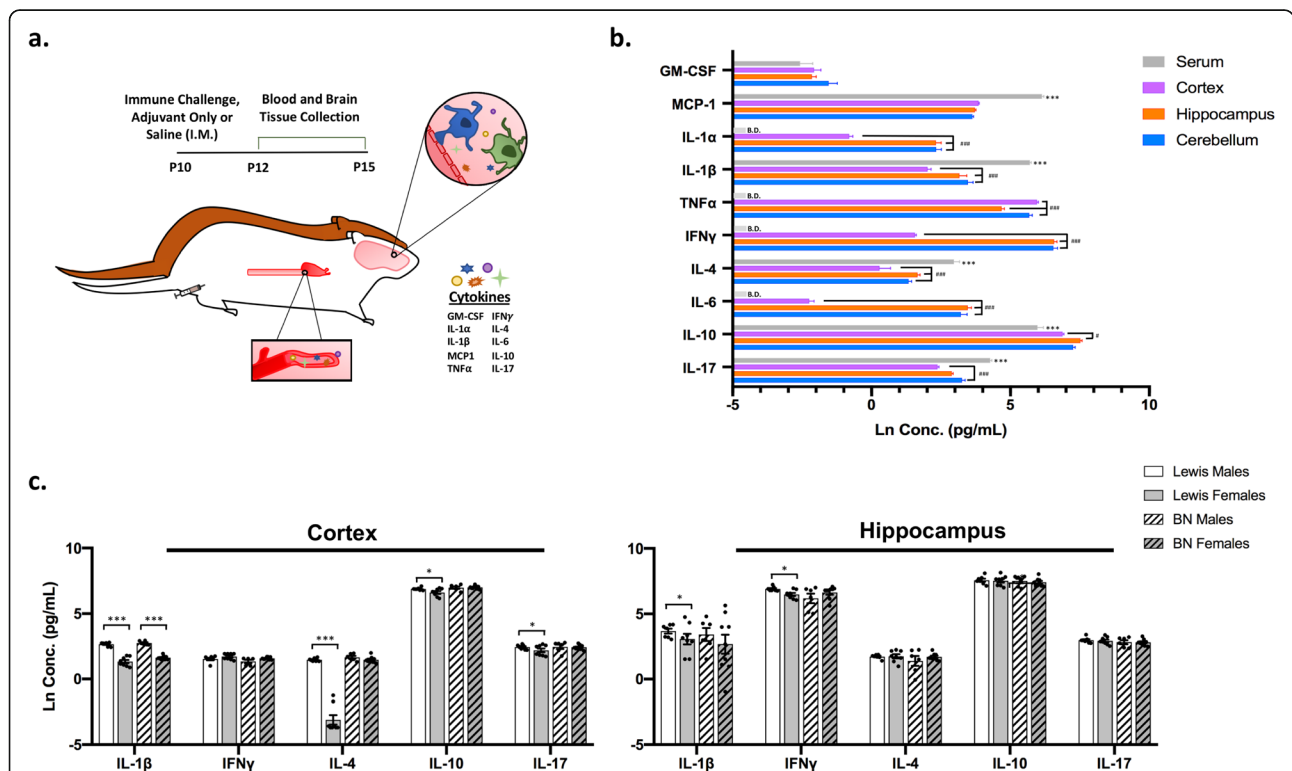 a.
Immune Challenge,
Adjuvant Only or
Saline (I.M.)
Blood and Brain
Tissue Collection
P10
P12
P15
Cytokines
GM-CSF IFNγ
IL-1α IL-4
IL-1β IL-6
MCP1 IL-10
TNFα IL-17
b.
Serum
Cortex
Hippocampus
Cerebellum
GM-CSF
MCP-1 ***
IL-1α B.D. ###
IL-1β *** ###
TNFα B.D. ###
IFNγ B.D. ###
IL-4 *** ###
IL-6 B.D. ###
IL-10 *** #
IL-17 *** ###
-5 0 5 10
Ln Conc. (pg/mL)
c.
Lewis Males
Lewis Females
BN Males
BN Females
Cortex
Ln Conc. (pg/mL)
10
5
0
-5
*** *** *** * *
IL-1β IFNγ IL-4 IL-10 IL-17
Hippocampus
10
5
0
-5
* *
IL-1β IFNγ IL-4 IL-10 IL-17